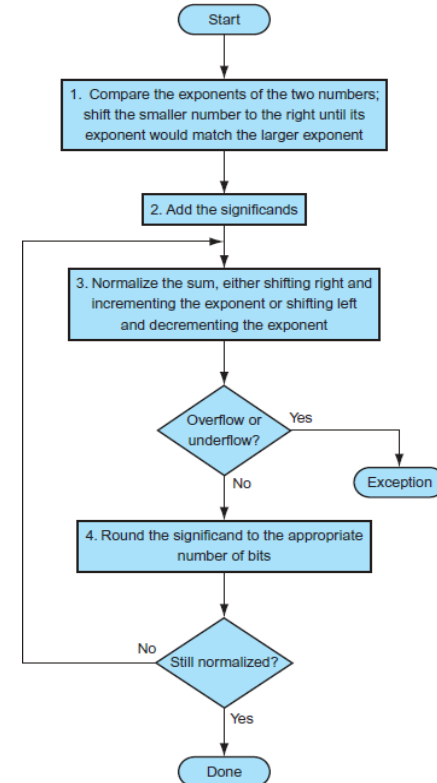 Start
1. Compare the exponents of the two numbers;
shift the smaller number to the right until its
exponent would match the larger exponent
2. Add the significands
3. Normalize the sum, either shifting right and
incrementing the exponent or shifting left
and decrementing the exponent
Overflow or
underflow?
Yes
No
Exception
4. Round the significand to the appropriate
number of bits
No
Still normalized?
Yes
Done